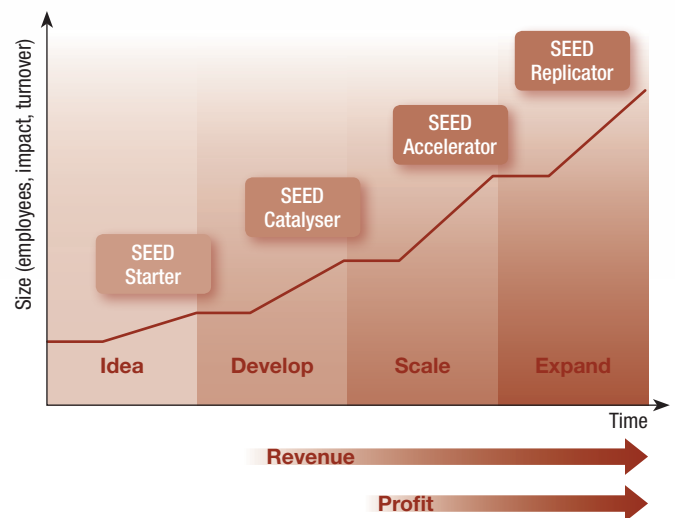 Size (employees, impact, turnover)
SEED
Starter
SEED
Catalyser
SEED
Accelerator
SEED
Replicator
Idea
Develop
Scale
Expand
Time
Revenue
Profit